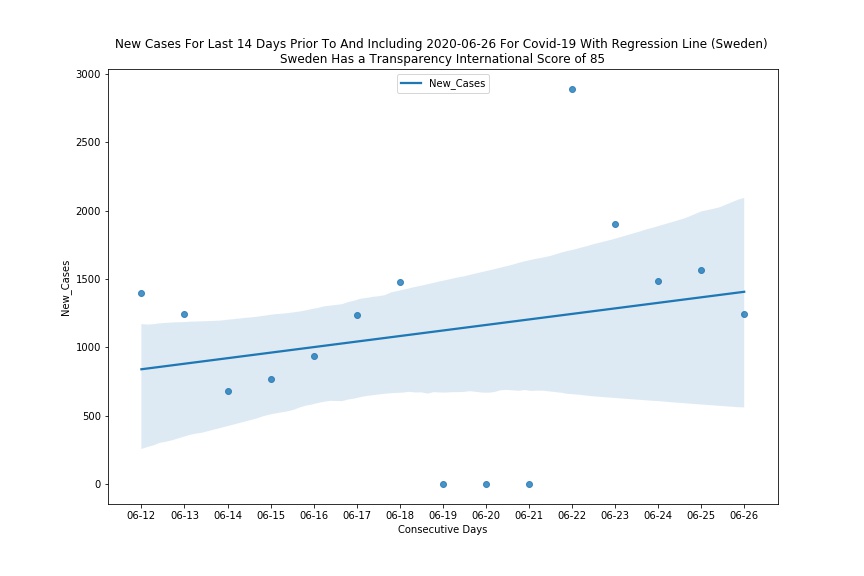 New Cases For Last 14 Days Prior To And Including 2020-06-26 For Covid-19 With Regression Line (Sweden)
Sweden Has a Transparency International Score of 85
New_Cases
3000
2500
2000
1500
1000
500
0
New_Cases
06-12 06-13 06-14 06-15 06-16 06-17 06-18 06-19 06-20 06-21 06-22 06-23 06-24 06-25 06-26
Consecutive Days